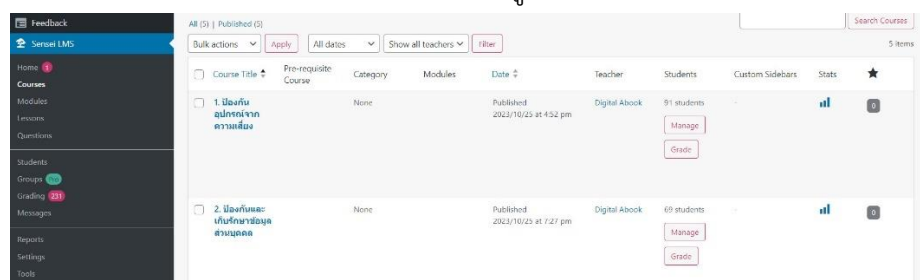 Feedback
Sensei LMS
Home 1
Courses
Modules
Lessons
Questions
Students
Groups Pro
Grading 231
Messages
Reports
Settings
Tools
All (5) | Published (5)
Search Courses
Bulk actions Apply All dates Show all teachers Filter
5 items
Course Title Pre-requisite Course Category Modules Date Teacher Students Custom Sidebars Stats
1. ป้องกัน
อุปกรณ์จาก
ความเสี่ยง
None
Published
2023/10/25 at 4:52 pm
Digital Abook
91 students
Manage
Grade
0
2. ป้องกันและ
เก็บรักษาข้อมูล
ส่วนบุคคล
None
Published
2023/10/25 at 7:27 pm
Digital Abook
69 students
Manage
Grade
0